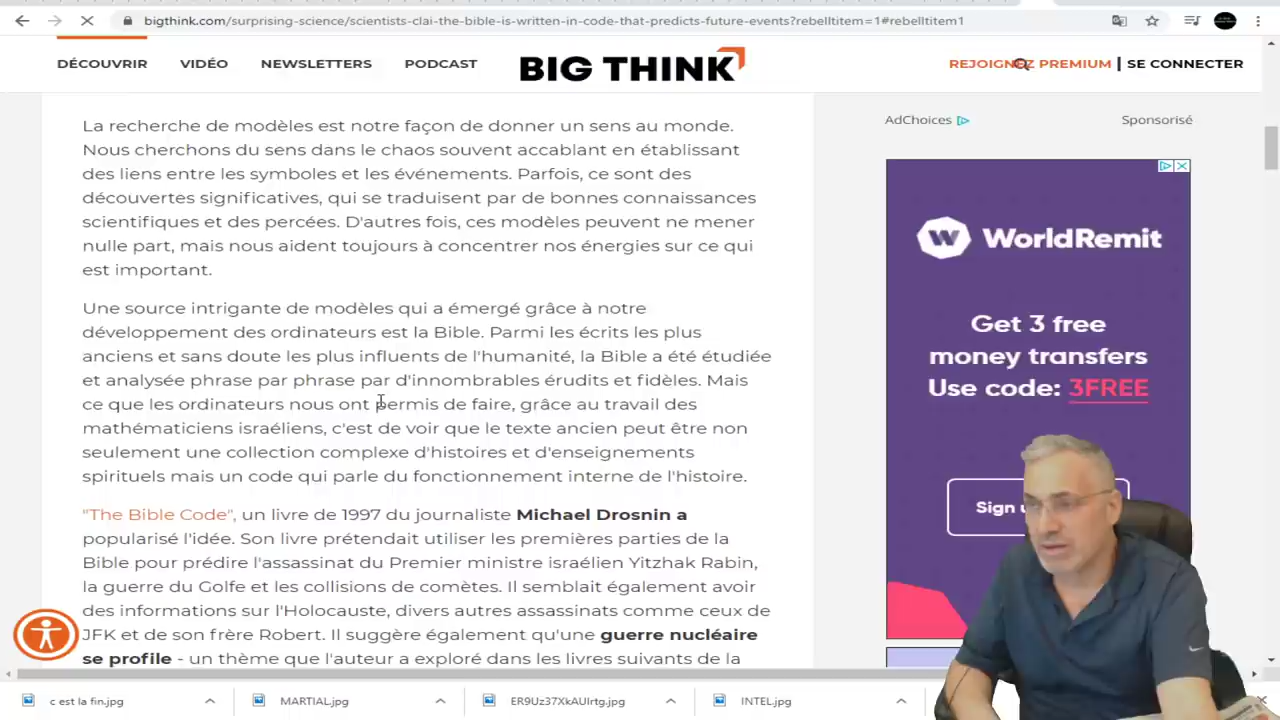 bigthink.com/surprising-science/scientists-clai-the-bible-is-written-in-code-that-predicts-future-events?rebelltitem=1#rebelltitem1
DÉCOUVRIR VIDÉO NEWSLETTERS PODCAST
BIG THINK
REJOIGNEZ PREMIUM | SE CONNECTER
La recherche de modèles est notre façon de donner un sens au monde.
Nous cherchons du sens dans le chaos souvent accablant en établissant
des liens entre les symboles et les événements. Parfois, ce sont des
découvertes significatives, qui se traduisent par de bonnes connaissances
scientifiques et des percées. D'autres fois, ces modèles peuvent ne mener
nulle part, mais nous aident toujours à concentrer nos énergies sur ce qui
est important.
Une source intrigante de modèles qui a émergé grâce à notre
développement des ordinateurs est la Bible. Parmi les écrits les plus
anciens et sans doute les plus influents de l'humanité, la Bible a été étudiée
et analysée phrase par phrase par d'innombrables érudits et fidèles. Mais
ce que les ordinateurs nous ont permis de faire, grâce au travail des
mathématiciens israéliens, c'est de voir que le texte ancien peut être non
seulement une collection complexe d'histoires et d'enseignements
spirituels mais un code qui parle du fonctionnement interne de l'histoire.
"The Bible Code", un livre de 1997 du journaliste Michael Drosnin a
popularisé l'idée. Son livre prétendait utiliser les premières parties de la
Bible pour prédire l'assassinat du Premier ministre israélien Yitzhak Rabin,
la guerre du Golfe et les collisions de comètes. Il semblait également avoir
des informations sur l'Holocauste, divers autres assassinats comme ceux de
JFK et de son frère Robert. Il suggère également qu'une guerre nucléaire
se profile - un thème que l'auteur a exploré dans les livres suivants de la
AdChoices Sponsorisé
W WorldRemit
Get 3 free
money transfers
Use code: 3FREE
Sign
c est la fin.jpg
MARTIAL.jpg
ER9Uz37XkAUIrtg.jpg
INTEL.jpg